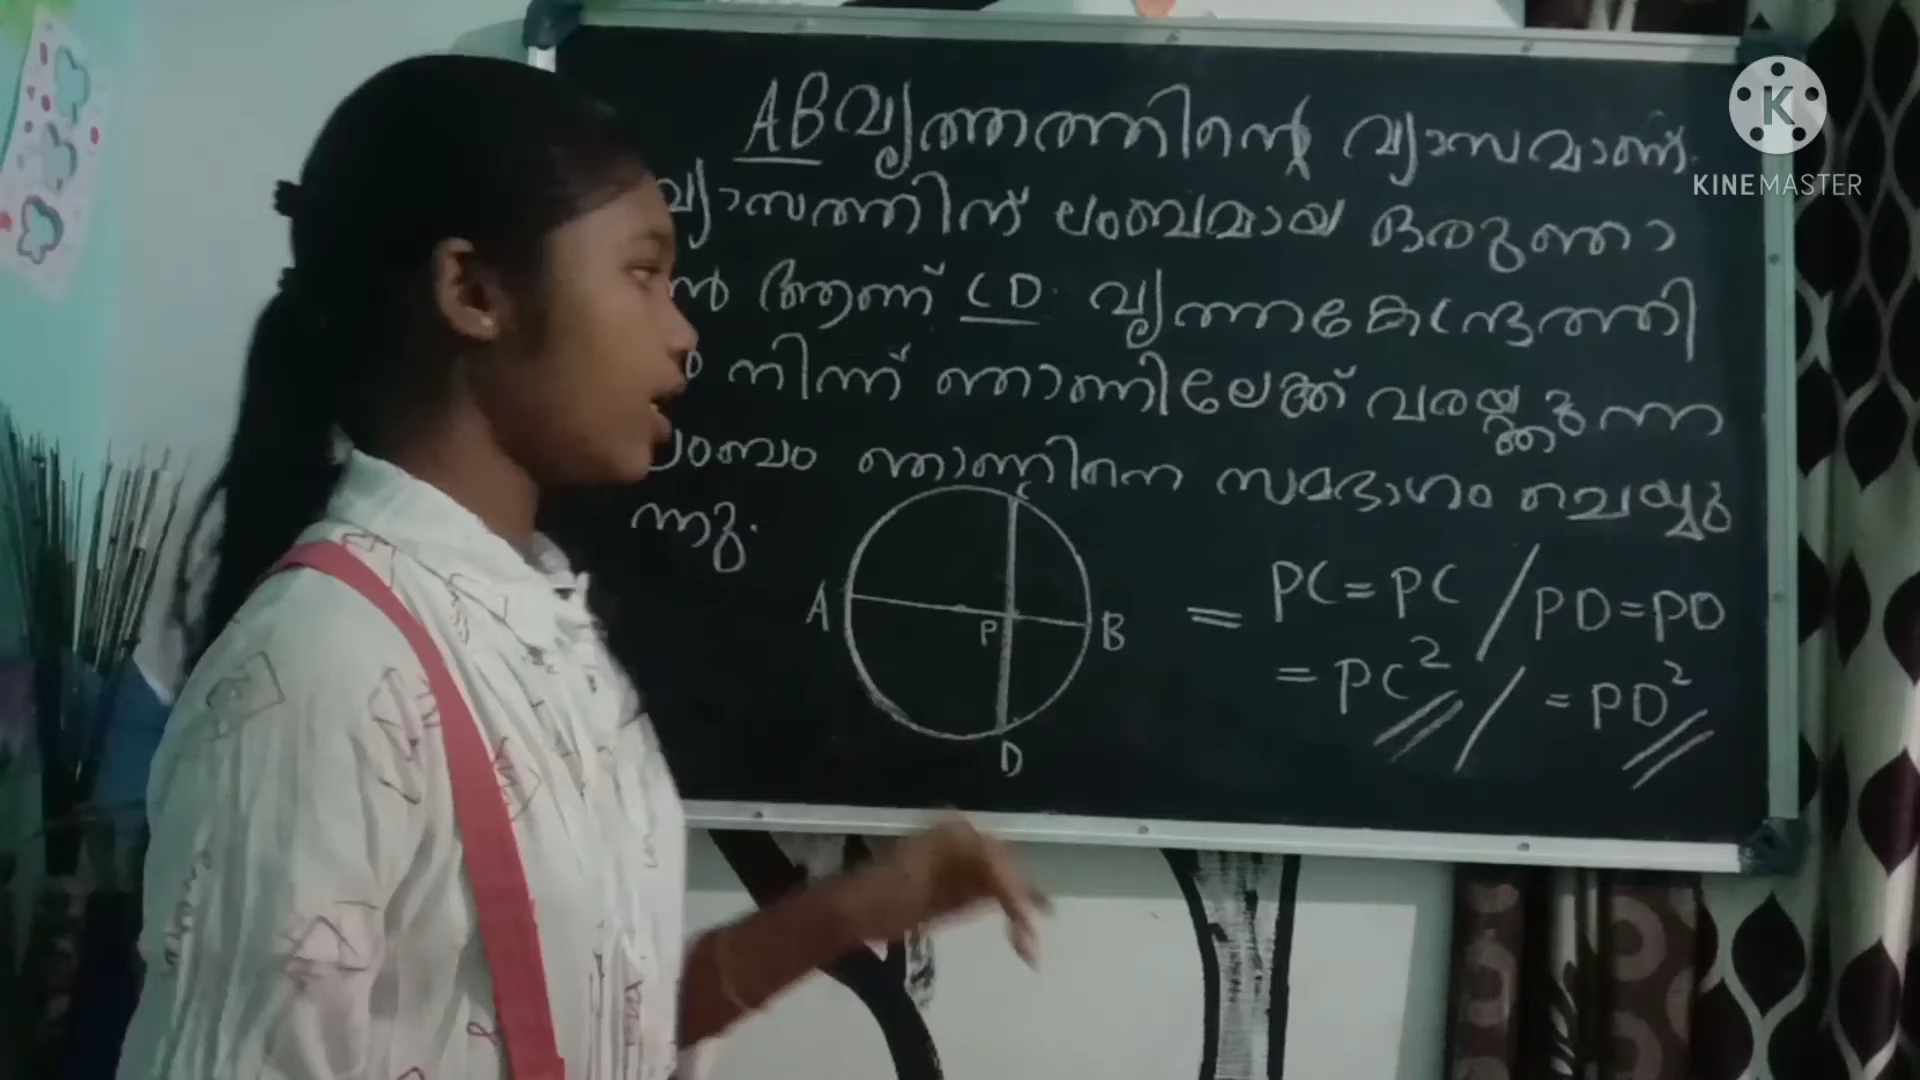 AB വൃത്തത്തിന്റെ വ്യാസമാണ്.
വ്യാസത്തിന് ലംബമായ ഒരു ഞാ
ൺ ആണ് CD. വൃത്തകേന്ദ്രത്തി
ൽ നിന്ന് ഞാണിലേക്ക് വരയ്ക്കുന്ന
ലംബം ഞാണിനെ സമഭാഗം ചെയ്യു
ന്നു.
C
A
P
B
D
= PC = PC / PD = PD
= PC² / = PD²
K
KINEMASTER